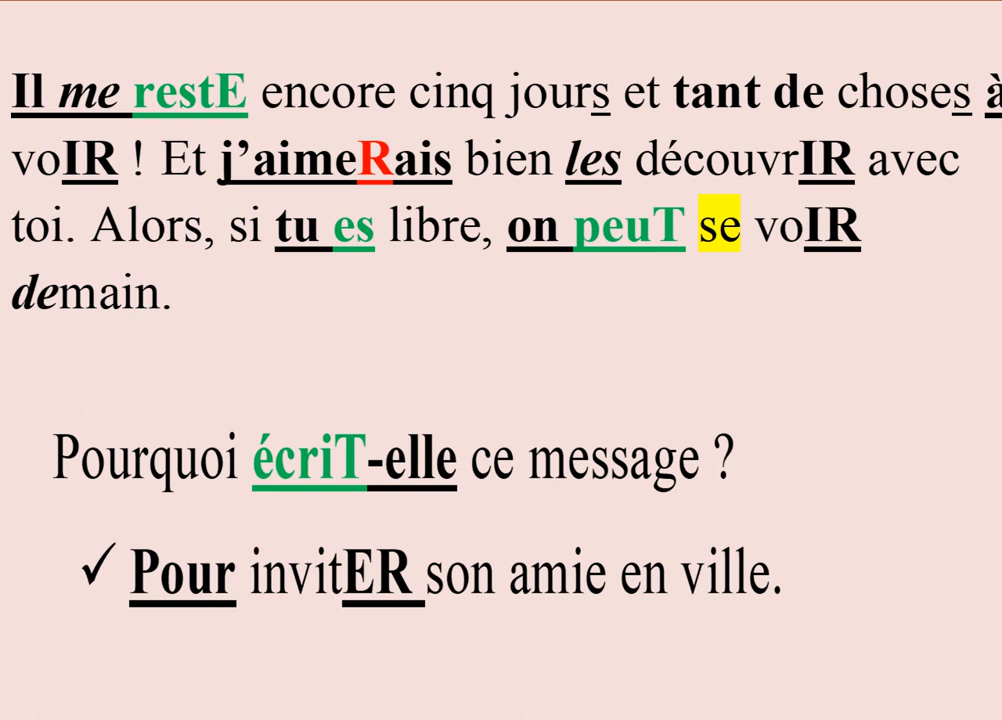 Il me restE encore cinq jours et tant de choses à
voIR ! Et j’aimeRais bien les découvrIR avec
toi. Alors, si tu es libre, on peuT se voIR
demain.
Pourquoi écriT-elle ce message ?
✓ Pour invitER son amie en ville.